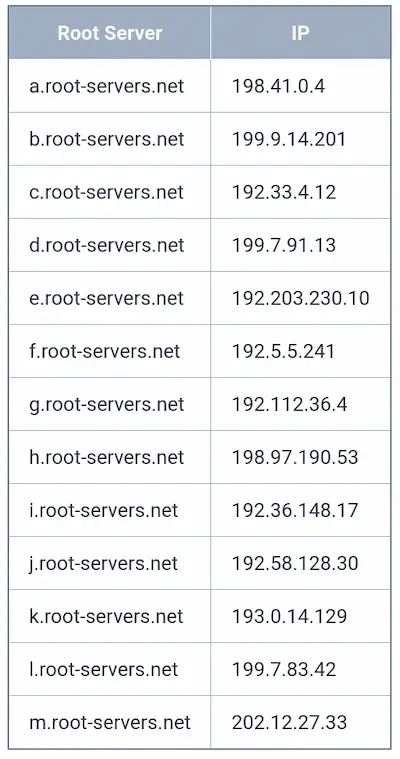 Root Server IP
a.root-servers.net 198.41.0.4
b.root-servers.net 199.9.14.201
c.root-servers.net 192.33.4.12
d.root-servers.net 199.7.91.13
e.root-servers.net 192.203.230.10
f.root-servers.net 192.5.5.241
g.root-servers.net 192.112.36.4
h.root-servers.net 198.97.190.53
i.root-servers.net 192.36.148.17
j.root-servers.net 192.58.128.30
k.root-servers.net 193.0.14.129
l.root-servers.net 199.7.83.42
m.root-servers.net 202.12.27.33